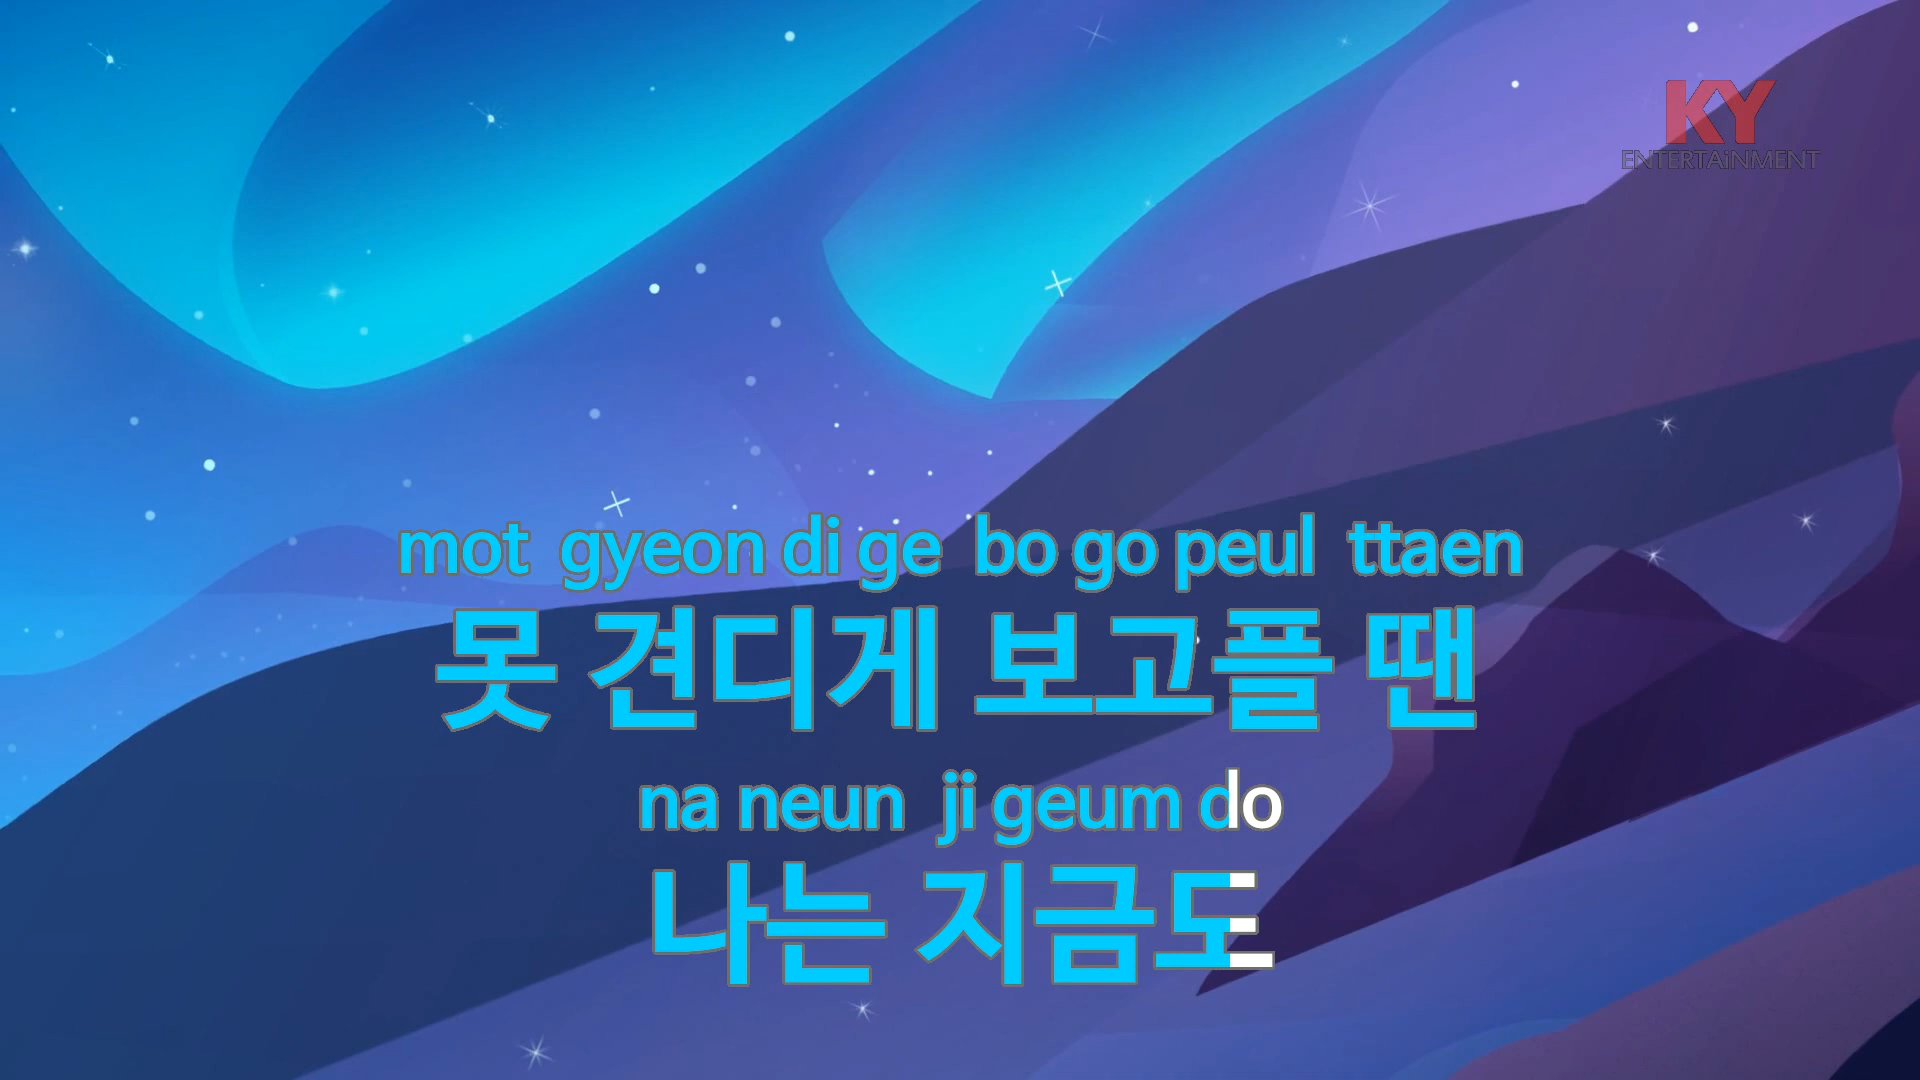 KY
ENTERTAiNMENT
mot gyeon di ge bo go peul ttaen
못 견디게 보고플 땐
na neun ji geum do
나는 지금도